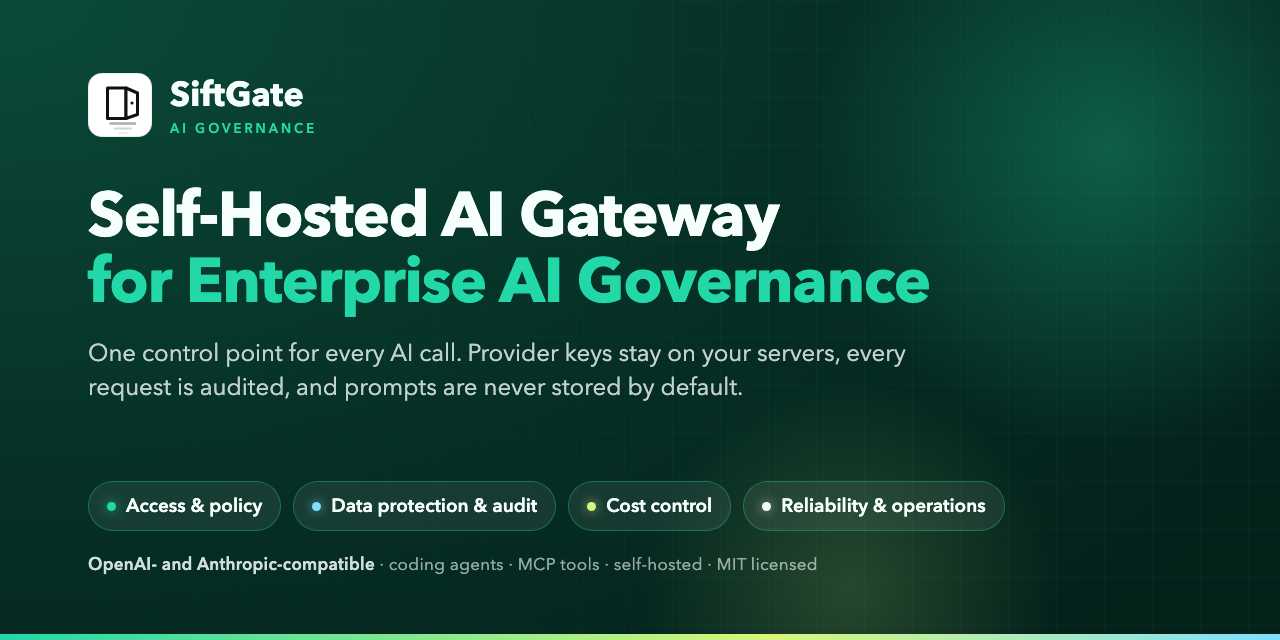 SiftGate
AI GOVERNANCE
Self-Hosted AI Gateway
for Enterprise AI Governance
One control point for every AI call. Provider keys stay on your servers, every
request is audited, and prompts are never stored by default.
Access & policy
Data protection & audit
Cost control
Reliability & operations
OpenAI- and Anthropic-compatible · coding agents · MCP tools · self-hosted · MIT licensed